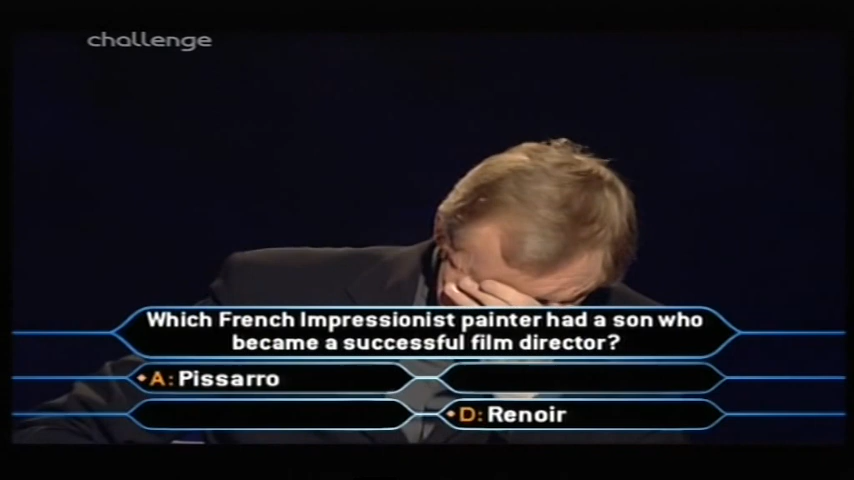 challenge
Which French Impressionist painter had a son who
became a successful film director?
A: Pissarro
D: Renoir